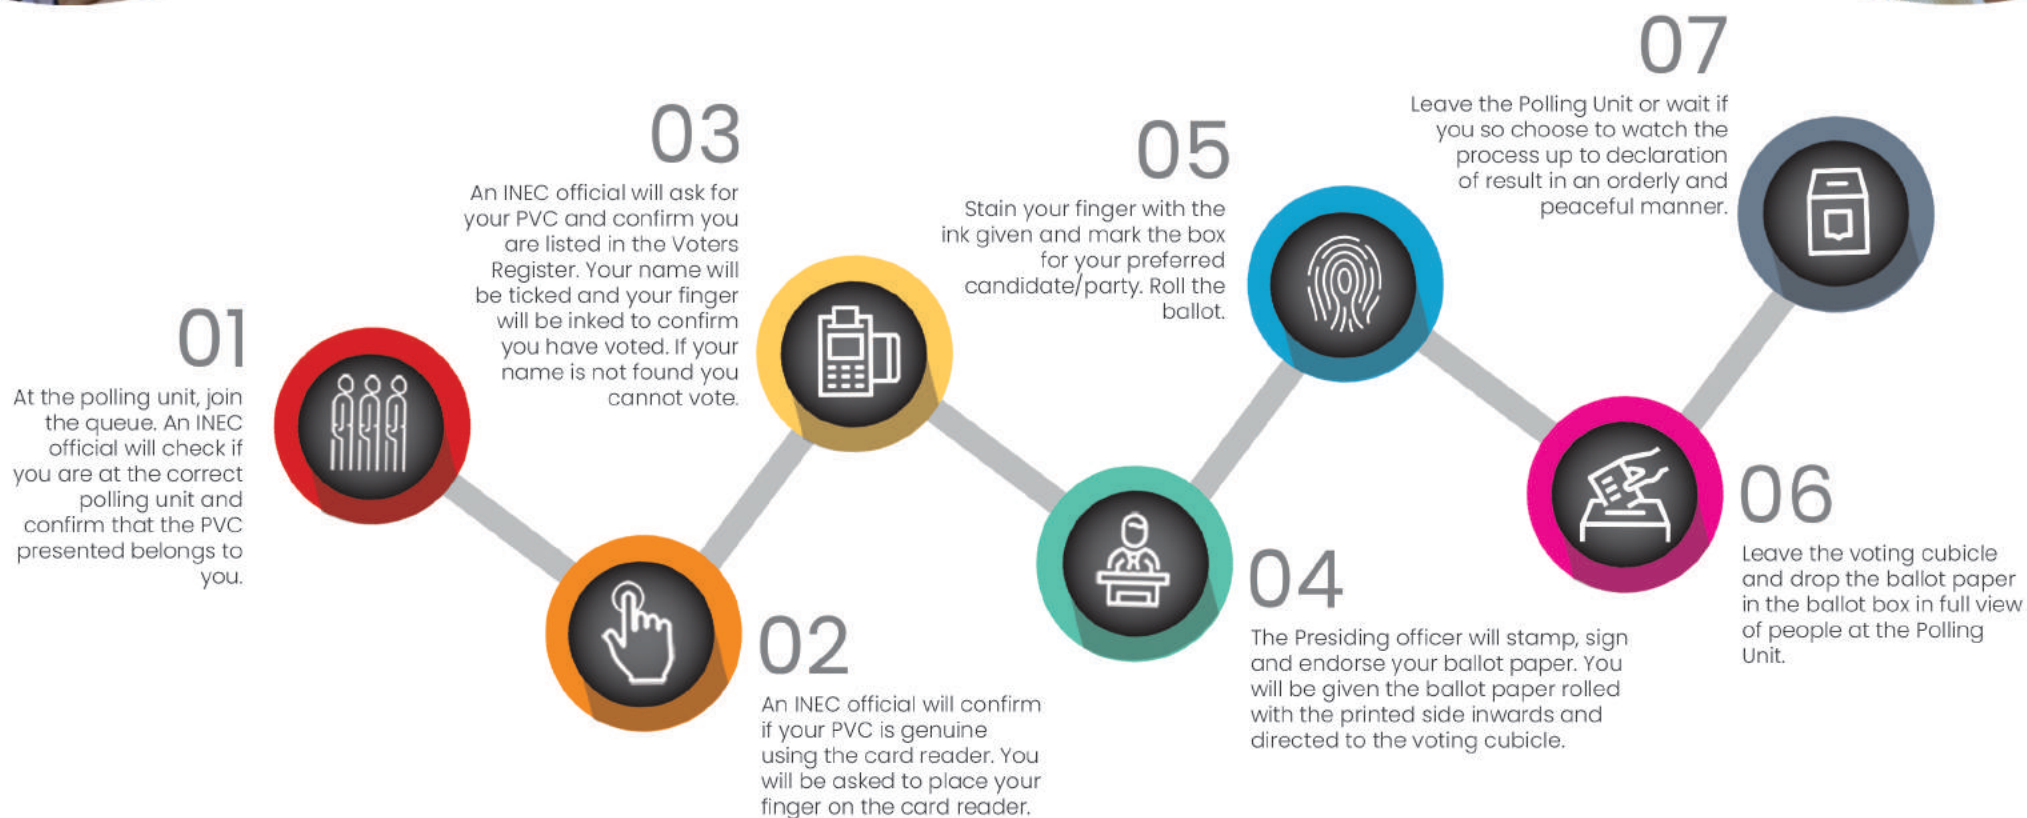 01
At the polling unit, join
the queue. An INEC
official will check if
you are at the correct
polling unit and
confirm that the PVC
presented belongs to
you.
02
An INEC official will confirm
if your PVC is genuine
using the card reader. You
will be asked to place your
finger on the card reader.
03
An INEC official will ask for
your PVC and confirm you
are listed in the Voters
Register. Your name will
be ticked and your finger
will be inked to confirm
you have voted. If your
name is not found you
cannot vote.
04
The Presiding officer will stamp, sign
and endorse your ballot paper. You
will be given the ballot paper rolled
with the printed side inwards and
directed to the voting cubicle.
05
Stain your finger with the
ink given and mark the box
for your preferred
candidate/party. Roll the
ballot.
06
Leave the voting cubicle
and drop the ballot paper
in the ballot box in full view
of people at the Polling
Unit.
07
Leave the Polling Unit or wait if
you so choose to watch the
process up to declaration
of result in an orderly and
peaceful manner.